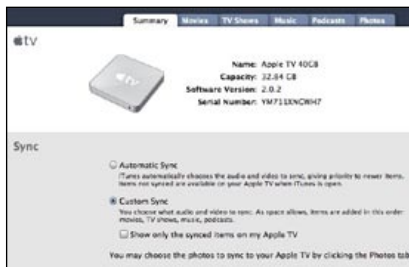 Summary Movies TV Shows Music Podcasts Photos
tv
tv
Name: Apple TV 40GB
Capacity: 32.84 GB
Software Version: 2.0.2
Serial Number: YM711XNCWH7
Sync
Automatic Sync
iTunes automatically chooses the audio and video to sync, giving priority to newer items.
Items not synced are available on your Apple TV when iTunes is open.
Custom Sync
You choose what audio and video to sync. As space allows, items are added in this order
movies, TV shows, music, podcasts.
Show only the synced items on my Apple TV
You may choose the photos to sync to your Apple TV by clicking the Photos tab